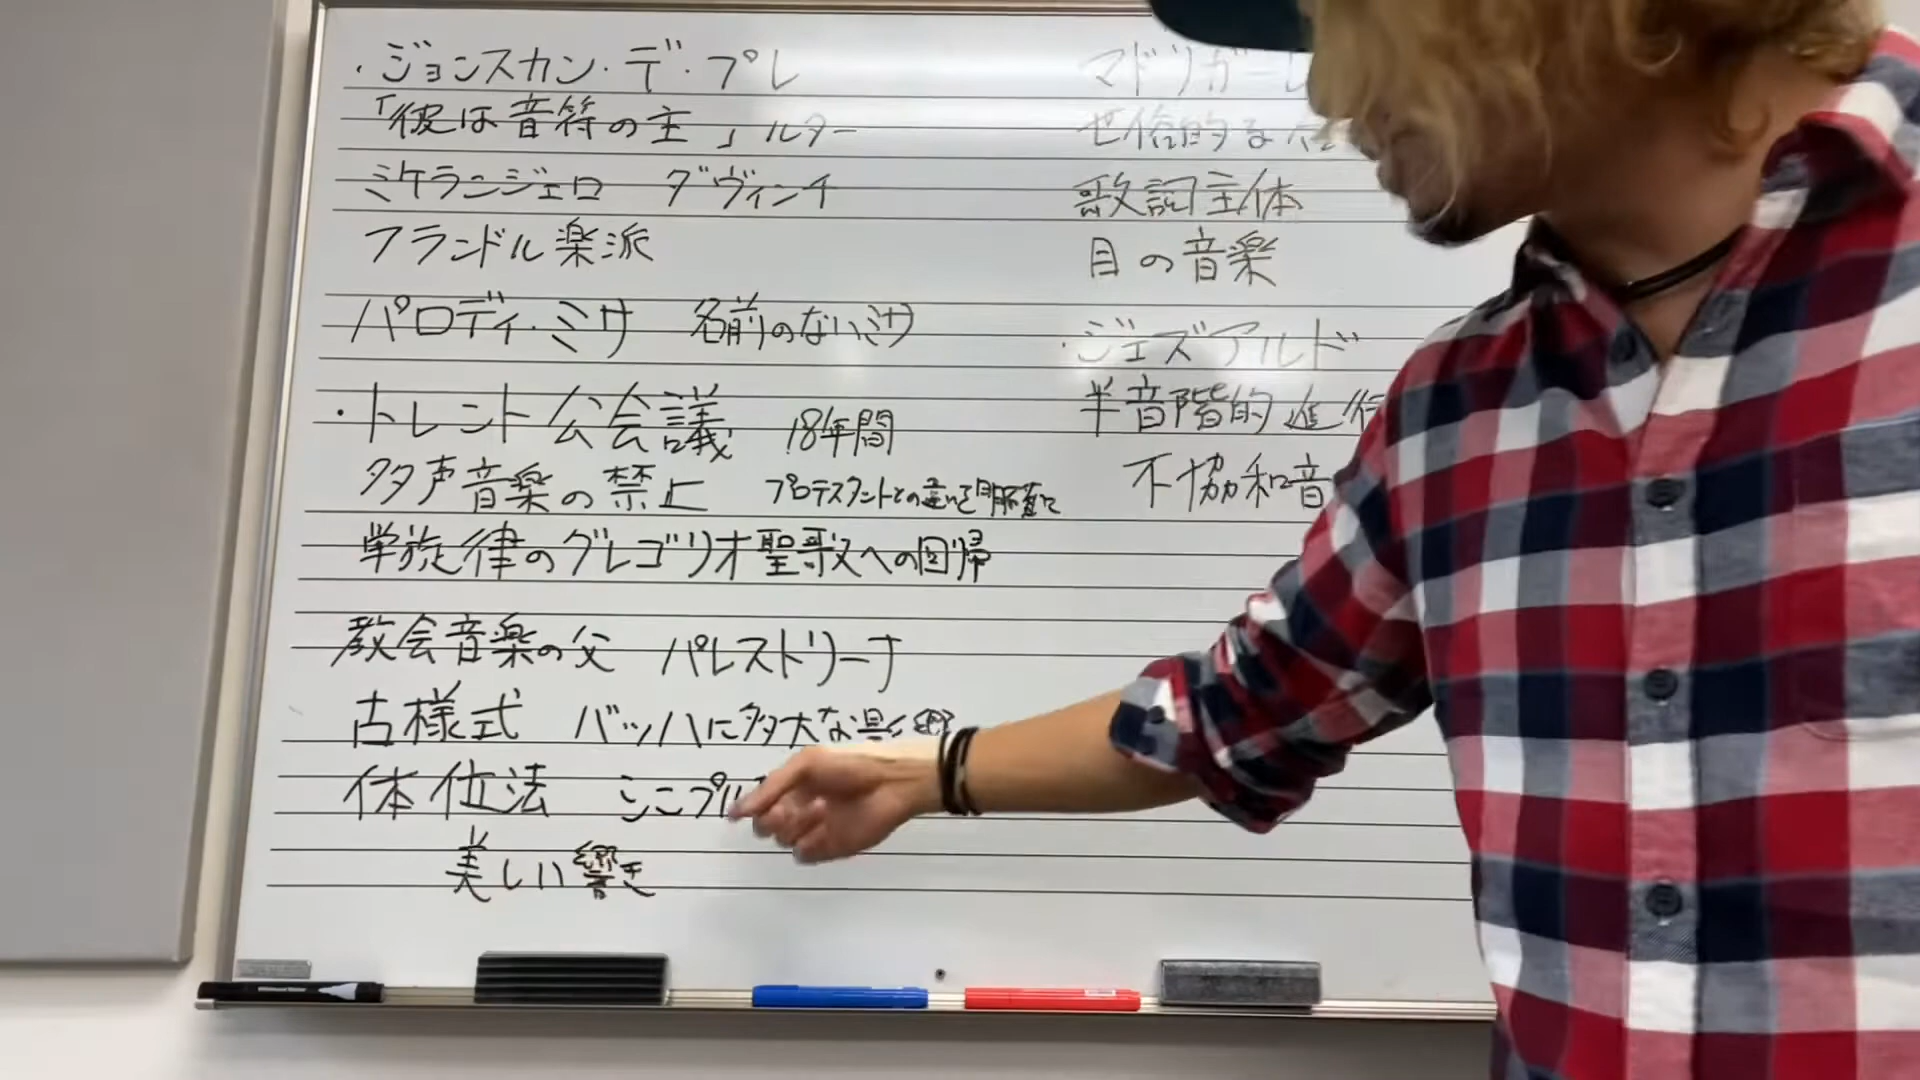 ・ジョンスカン・デ・プレ
「彼は音符の主」ルター
ミケランジェロ ダヴィンチ
フランドル楽派
パロディ・ミサ 名前のないミサ
・トレント公会議 18年間
多声音楽の禁止 プロテスタントとの違いを明確に
単旋律のグレゴリオ聖歌への回帰
教会音楽の父 パレストリーナ
古様式 バッハに多大な影響
体位法 シンプル
美しい響き
マドリガーレ
世俗的な
歌詞主体
目の音楽
・ジェズアルド
半音階的進行
不協和音